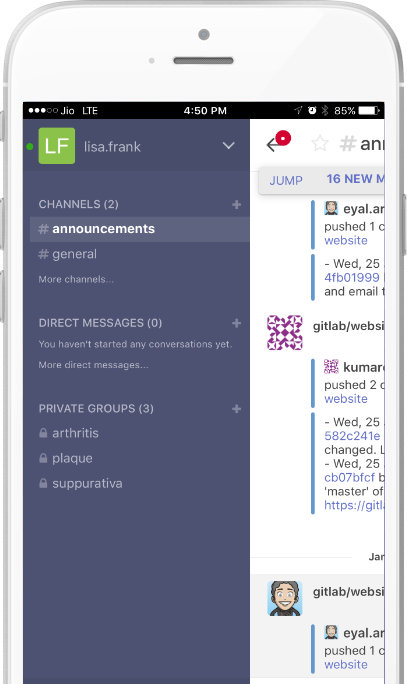 Jio LTE 4:50 PM 85%
LF lisa.frank
CHANNELS (2) +
# announcements
# general
More channels...
DIRECT MESSAGES (0) +
You haven't started any conversations yet.
More direct messages...
PRIVATE GROUPS (3) +
arthritis
plaque
suppurativa
# ann
JUMP 16 NEW M
eyal.ar
pushed 1 c
website
- Wed, 25
4fb01999
and email t
gitlab/websi
kumar
pushed 2 c
website
- Wed, 25
582c241e
changed. L
- Wed, 25
cb07bfcf b
'master' of
https://gitl
Jan
gitlab/websi
eyal.ar
pushed 1 c
website